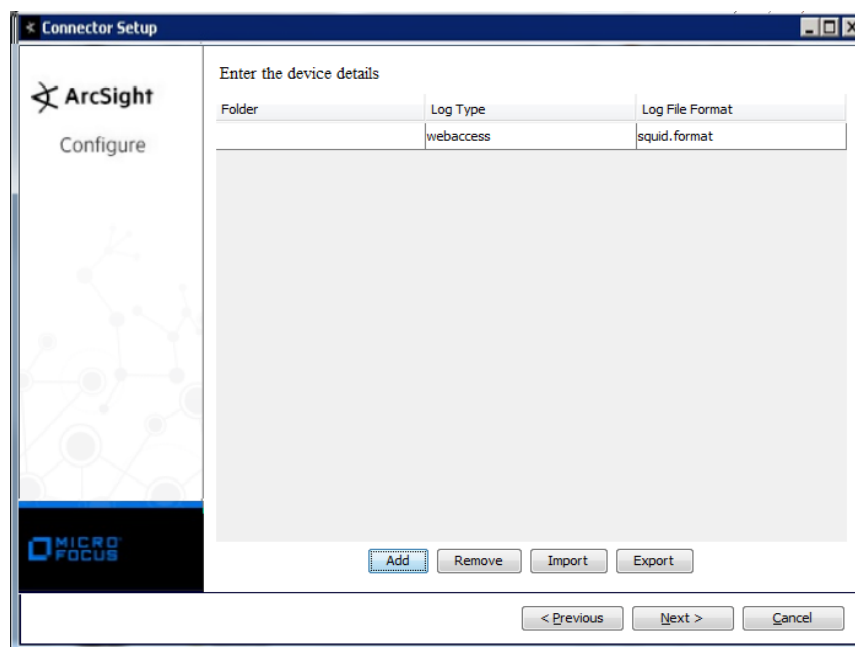 Connector Setup
Enter the device details
ArcSight
Configure
Folder Log Type Log File Format
webaccess squid.format
MICRO
FOCUS
Add Remove Import Export
< Previous Next > Cancel